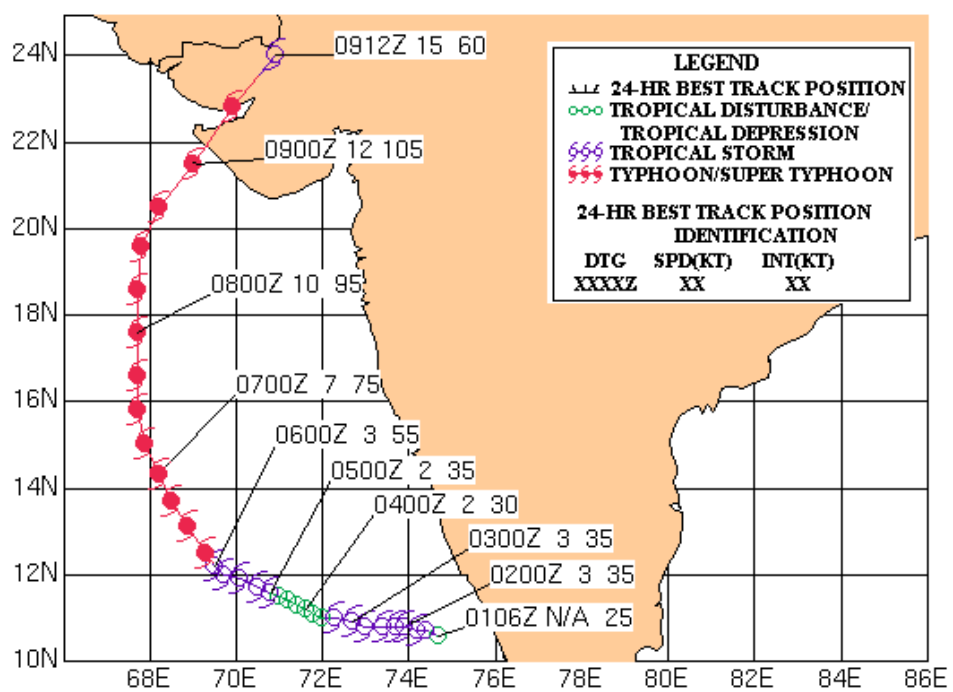 24N
22N
20N
18N
16N
14N
12N
10N
68E 70E 72E 74E 76E 78E 80E 82E 84E 86E
0912Z 15 60
0900Z 12 105
0800Z 10 95
0700Z 7 75
0600Z 3 55
0500Z 2 35
0400Z 2 30
0300Z 3 35
0200Z 3 35
0106Z N/A 25
LEGEND
24-HR BEST TRACK POSITION
TROPICAL DISTURBANCE/
TROPICAL DEPRESSION
TROPICAL STORM
TYPHOON/SUPER TYPHOON
24-HR BEST TRACK POSITION
IDENTIFICATION
DTG SPD(KT) INT(KT)
XXXXZ XX XX